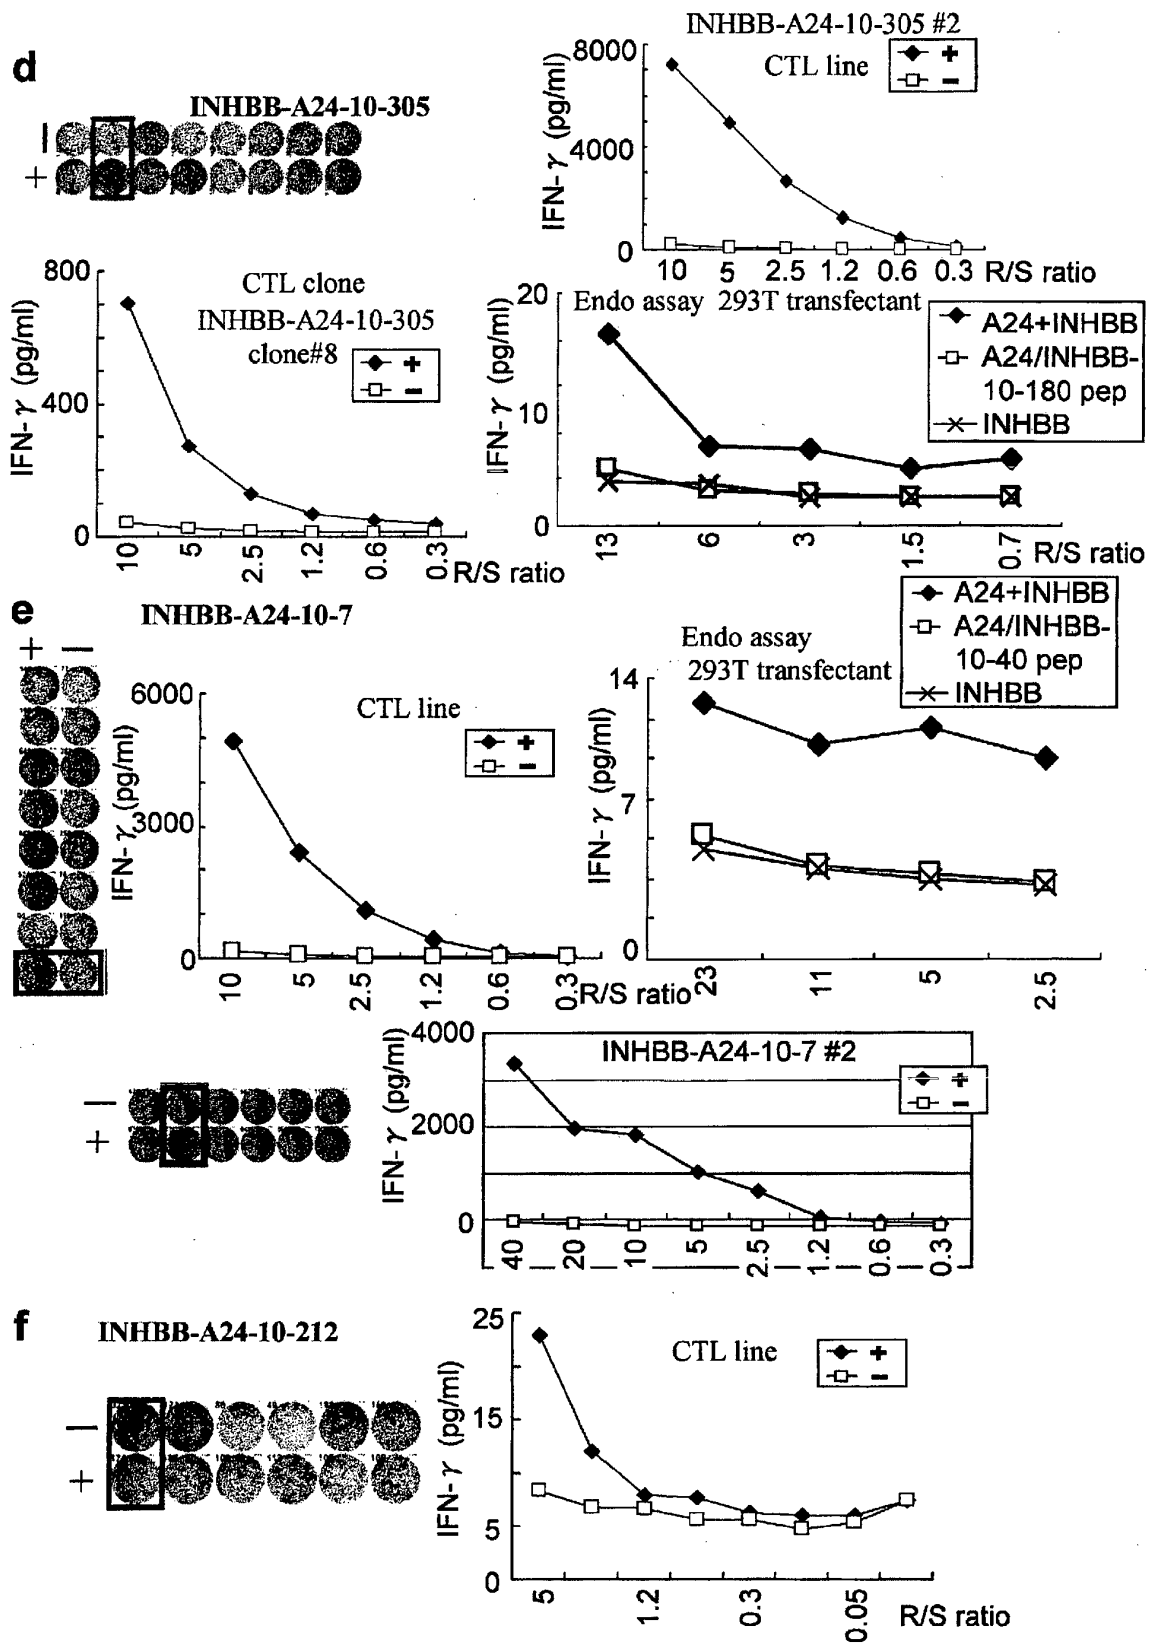 d
INHBB-A24-10-305
−
+
INHBB-A24-10-305 #2
CTL line
+
−
IFN-γ (pg/ml)
8000
4000
0
10 5 2.5 1.2 0.6 0.3 R/S ratio
CTL clone
INHBB-A24-10-305
clone#8
+
−
IFN-γ (pg/ml)
800
400
0
10 5 2.5 1.2 0.6 0.3 R/S ratio
Endo assay 293T transfectant
A24+INHBB
A24/INHBB-
10-180 pep
INHBB
IFN-γ (pg/ml)
20
10
0
13 6 3 1.5 0.7 R/S ratio
e
INHBB-A24-10-7
+ −
CTL line
+
−
IFN-γ (pg/ml)
6000
3000
0
10 5 2.5 1.2 0.6 0.3 R/S ratio
Endo assay
293T transfectant
A24+INHBB
A24/INHBB-
10-40 pep
INHBB
IFN-γ (pg/ml)
14
7
0
23 11 5 2.5
−
+
INHBB-A24-10-7 #2
+
−
IFN-γ (pg/ml)
4000
2000
0
40 20 10 5 2.5 1.2 0.6 0.3
f
INHBB-A24-10-212
−
+
CTL line
+
−
IFN-γ (pg/ml)
25
15
5
0
5 1.2 0.3 0.05 R/S ratio